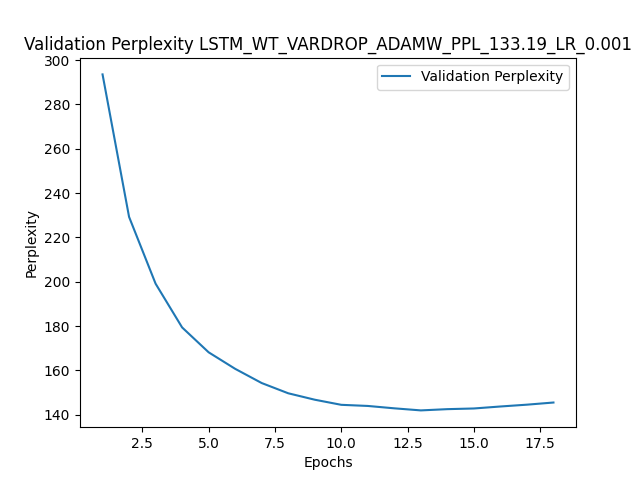 Validation Perplexity LSTM_WT_VARDROP_ADAMW_PPL_133.19_LR_0.001
Validation Perplexity
300
280
260
240
220
200
180
160
140
Perplexity
2.5 5.0 7.5 10.0 12.5 15.0 17.5
Epochs